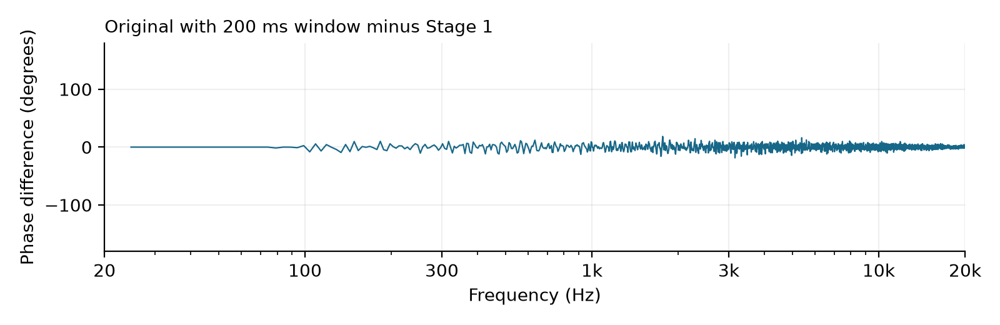 Original with 200 ms window minus Stage 1
Phase difference (degrees)
100
0
−100
20
100
300
1k
3k
10k
20k
Frequency (Hz)